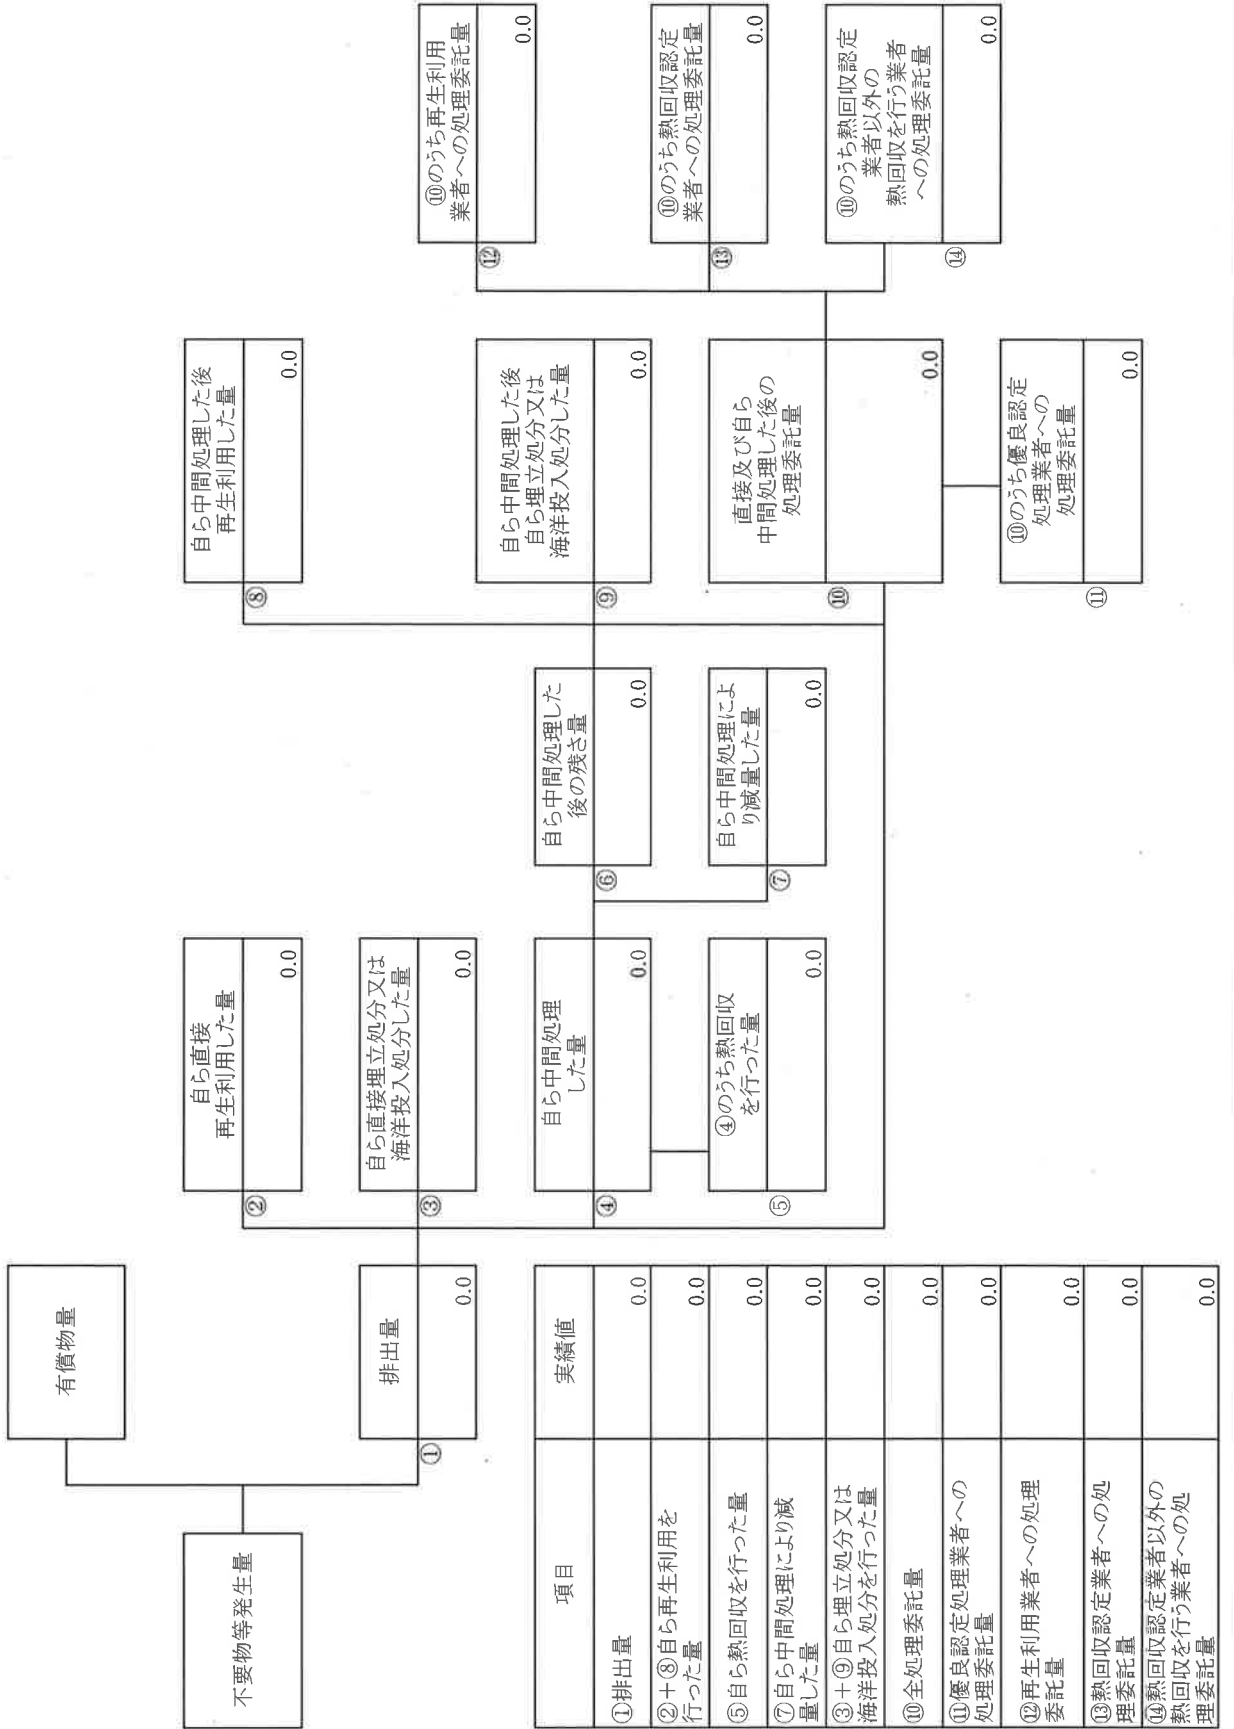 不要物等発生量
有償物量
排出量
①
0.0
自ら直接
再生利用した量
②
0.0
自ら直接埋立処分又は
海洋投入処分した量
③
0.0
自ら中間処理
した量
④
0.0
④のうち熱回収
を行った量
⑤
0.0
自ら中間処理した
後の残さ量
⑥
0.0
自ら中間処理によ
り減量した量
⑦
0.0
自ら中間処理した後
再生利用した量
⑧
0.0
自ら中間処理した後
自ら埋立処分又は
海洋投入処分した量
⑨
0.0
直接及び自ら
中間処理した後の
処理委託量
⑩
0.0
⑩のうち優良認定
処理業者への
処理委託量
⑪
0.0
⑩のうち再生利用
業者への処理委託量
⑫
0.0
⑩のうち熱回収認定
業者への処理委託量
⑬
0.0
⑩のうち熱回収認定
業者以外の
熱回収を行う業者
への処理委託量
⑭
0.0
項目 実績値
①排出量 0.0
②+⑧自ら再生利用を
行った量 0.0
⑤自ら熱回収を行った量 0.0
⑦自ら中間処理により減
量した量 0.0
③+⑨自ら埋立処分又は
海洋投入処分を行った量 0.0
⑩全処理委託量 0.0
⑪優良認定処理業者への
処理委託量 0.0
⑫再生利用業者への処理
委託量 0.0
⑬熱回収認定業者への処
理委託量 0.0
⑭熱回収認定業者以外の
熱回収を行う業者への処
理委託量 0.0